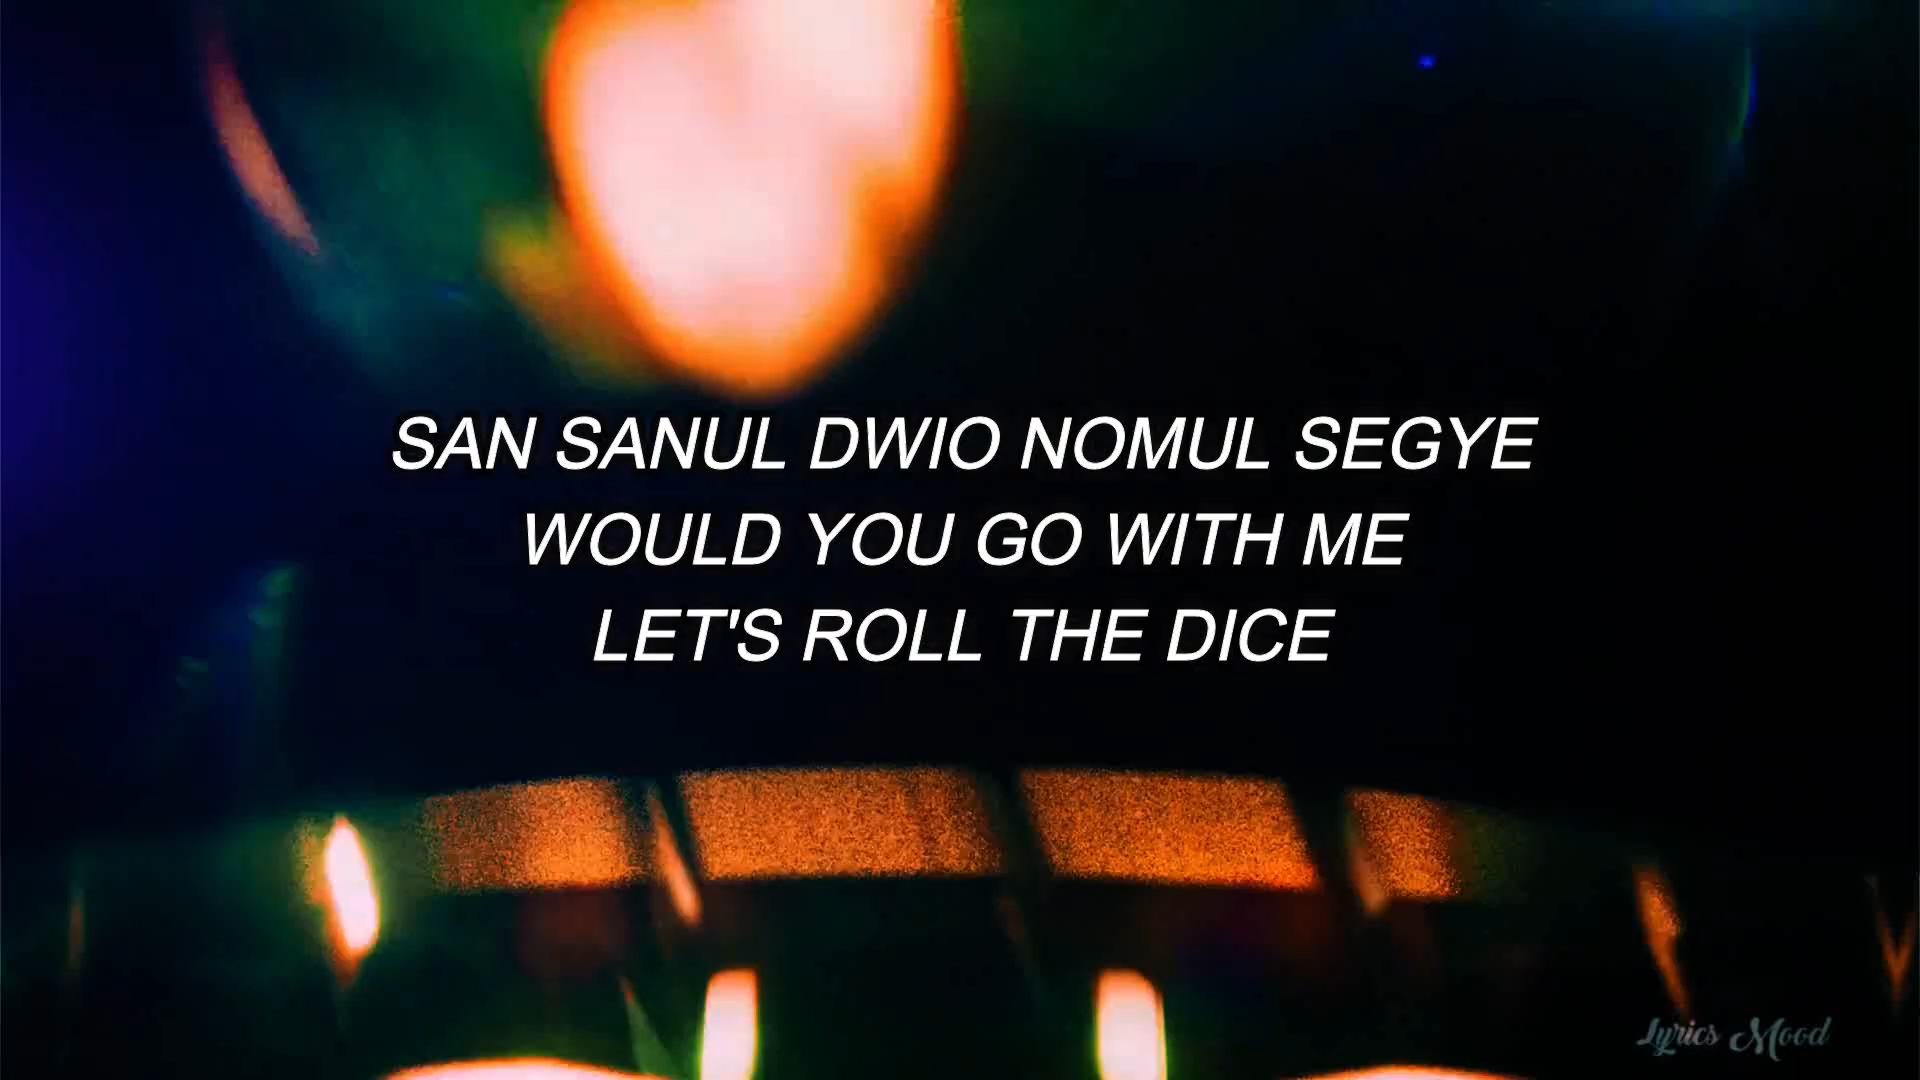 SAN SANUL DWIO NOMUL SEGYE
WOULD YOU GO WITH ME
LET'S ROLL THE DICE
Lyrics Mood